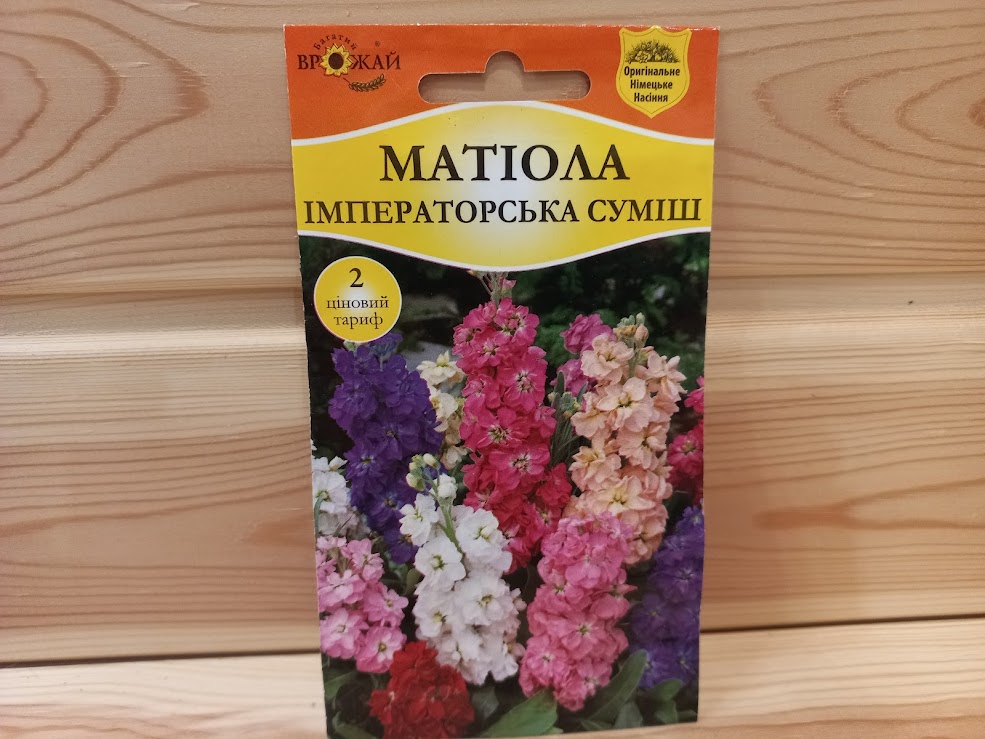 Багатий
ВРОЖАЙ
®
Оригінальне
Німецьке
Насіння
МАТІОЛА
ІМПЕРАТОРСЬКА СУМІШ
2
ціновий
тариф